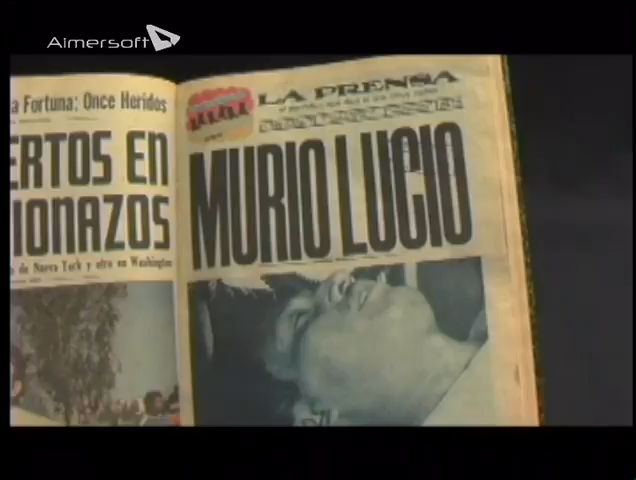 Aimersoft
a Fortuna; Once Heridos
ERTOS EN
IONAZOS
de Nueva York y otro en Washington
LA PRENSA
MURIO LUCIO